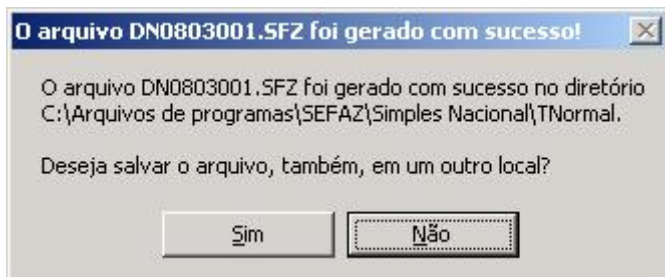 O arquivo DN0803001.SFZ foi gerado com sucesso!
O arquivo DN0803001.SFZ foi gerado com sucesso no diretório
C:\Arquivos de programas\SEFAZ\Simples Nacional\TNormal.
Deseja salvar o arquivo, também, em um outro local?
Sim Não